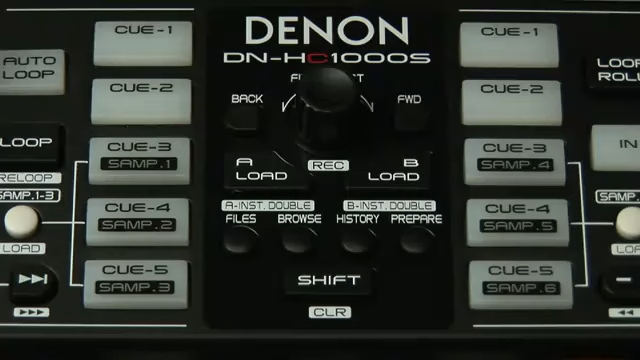 DENON
DN-HC1000S
CUE-1
CUE-1
AUTO
LOOP
CUE-2
BACK
FWD
CUE-2
LOOP
CUE-3
SAMP.1
A
LOAD
REC
B
LOAD
CUE-3
SAMP.4
IN
RELOOP
SAMP.1-3
CUE-4
SAMP.2
A-INST. DOUBLE
B-INST. DOUBLE
FILES
BROWSE
HISTORY
PREPARE
CUE-4
SAMP.5
LOAD
CUE-5
SAMP.3
SHIFT
CLR
CUE-5
SAMP.6